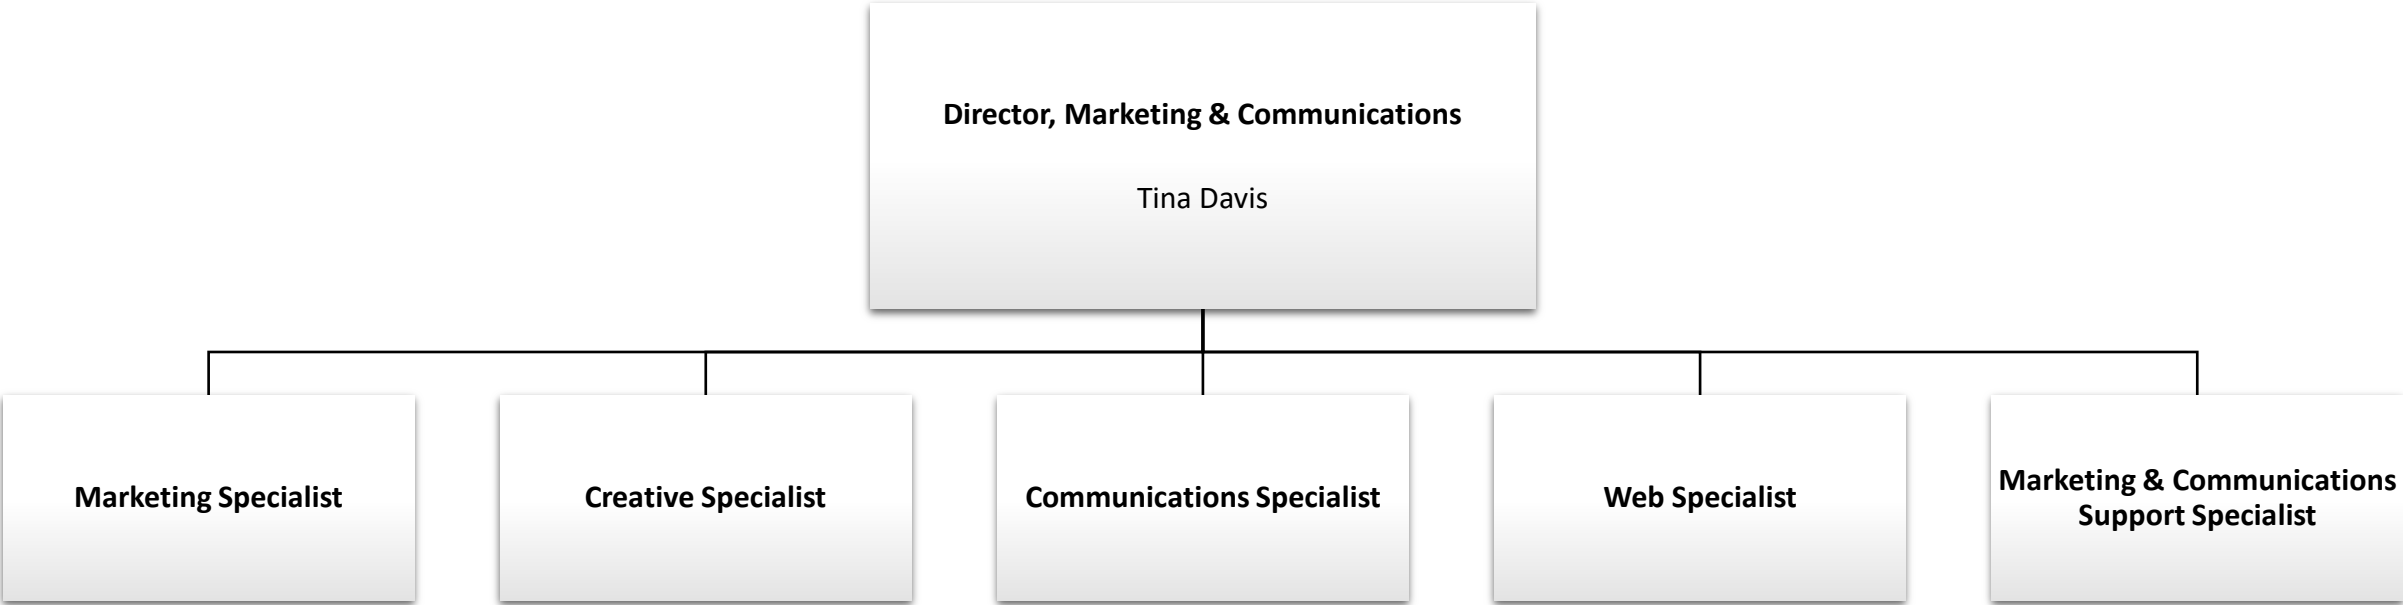 Director, Marketing & Communications
Tina Davis
Marketing Specialist
Creative Specialist
Communications Specialist
Web Specialist
Marketing & Communications
Support Specialist